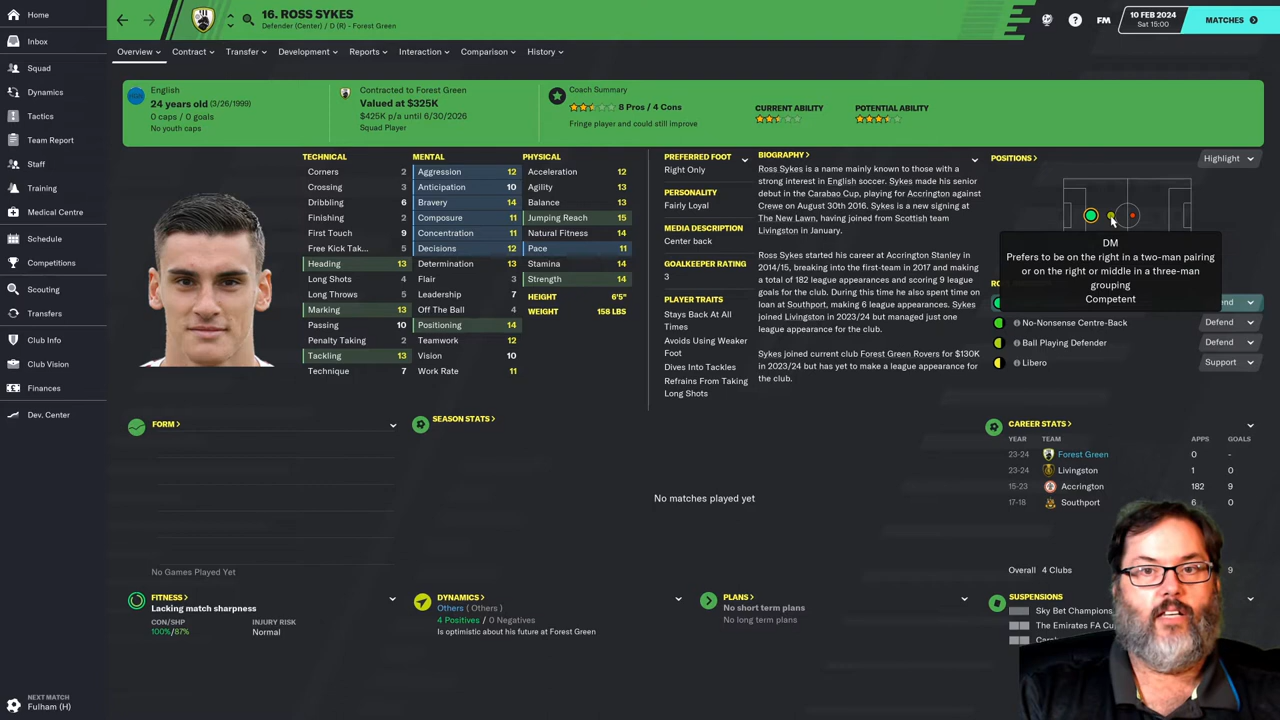 Home
Inbox
Squad
Dynamics
Tactics
Team Report
Staff
Training
Medical Centre
Schedule
Competitions
Scouting
Transfers
Club Info
Club Vision
Finances
Dev. Center
NEXT MATCH
Fulham (H)
16. ROSS SYKES
Defender (Center) / D (R) - Forest Green
FM
10 FEB 2024
Sat 15:00
MATCHES
Overview
Contract
Transfer
Development
Reports
Interaction
Comparison
History
English
24 years old (3/26/1999)
0 caps / 0 goals
No youth caps
Contracted to Forest Green
Valued at $325K
$425K p/a until 6/30/2026
Squad Player
Coach Summary
8 Pros / 4 Cons
Fringe player and could still improve
CURRENT ABILITY
POTENTIAL ABILITY
TECHNICAL
Corners 2
Crossing 3
Dribbling 6
Finishing 2
First Touch 9
Free Kick Tak... 5
Heading 13
Long Shots 4
Long Throws 5
Marking 13
Passing 10
Penalty Taking 2
Tackling 13
Technique 7
MENTAL
Aggression 12
Anticipation 10
Bravery 14
Composure 11
Concentration 11
Decisions 12
Determination 13
Flair 3
Leadership 7
Off The Ball 4
Positioning 14
Teamwork 12
Vision 10
Work Rate 11
PHYSICAL
Acceleration 12
Agility 13
Balance 13
Jumping Reach 15
Natural Fitness 14
Pace 11
Stamina 14
Strength 14
HEIGHT 6'5"
WEIGHT 158 LBS
PREFERRED FOOT
Right Only
PERSONALITY
Fairly Loyal
MEDIA DESCRIPTION
Center back
GOALKEEPER RATING
3
PLAYER TRAITS
Stays Back At All
Times
Avoids Using Weaker
Foot
Dives Into Tackles
Refrains From Taking
Long Shots
BIOGRAPHY
Ross Sykes is a name mainly known to those with a
strong interest in English soccer. Sykes made his senior
debut in the Carabao Cup, playing for Accrington against
Crewe on August 30th 2016. Sykes is a new signing at
The New Lawn, having joined from Scottish team
Livingston in January.
Ross Sykes started his career at Accrington Stanley in
2014/15, breaking into the first-team in 2017 and making
a total of 182 league appearances and scoring 9 league
goals for the club. During this time he also spent time on
loan at Southport, making 6 league appearances. Sykes
joined Livingston in 2023/24 but managed just one
league appearance for the club.
Sykes joined current club Forest Green Rovers for $130K
in 2023/24 but has yet to make a league appearance for
the club.
POSITIONS
Highlight
DM
Prefers to be on the right in a two-man pairing
or on the right or middle in a three-man
grouping
Competent
No-Nonsense Centre-Back
Defend
Ball Playing Defender
Defend
Libero
Support
FORM
No Games Played Yet
SEASON STATS
No matches played yet
CAREER STATS
YEAR TEAM APPS GOALS
23-24 Forest Green 0 -
23-24 Livingston 1 0
15-23 Accrington 182 9
17-18 Southport 6 0
Overall 4 Clubs 9
FITNESS
Lacking match sharpness
CON/SHP
100%/87%
INJURY RISK
Normal
DYNAMICS
Others ( Others )
4 Positives / 0 Negatives
Is optimistic about his future at Forest Green
PLANS
No short term plans
No long term plans
SUSPENSIONS
Sky Bet Champions
The Emirates FA Cu